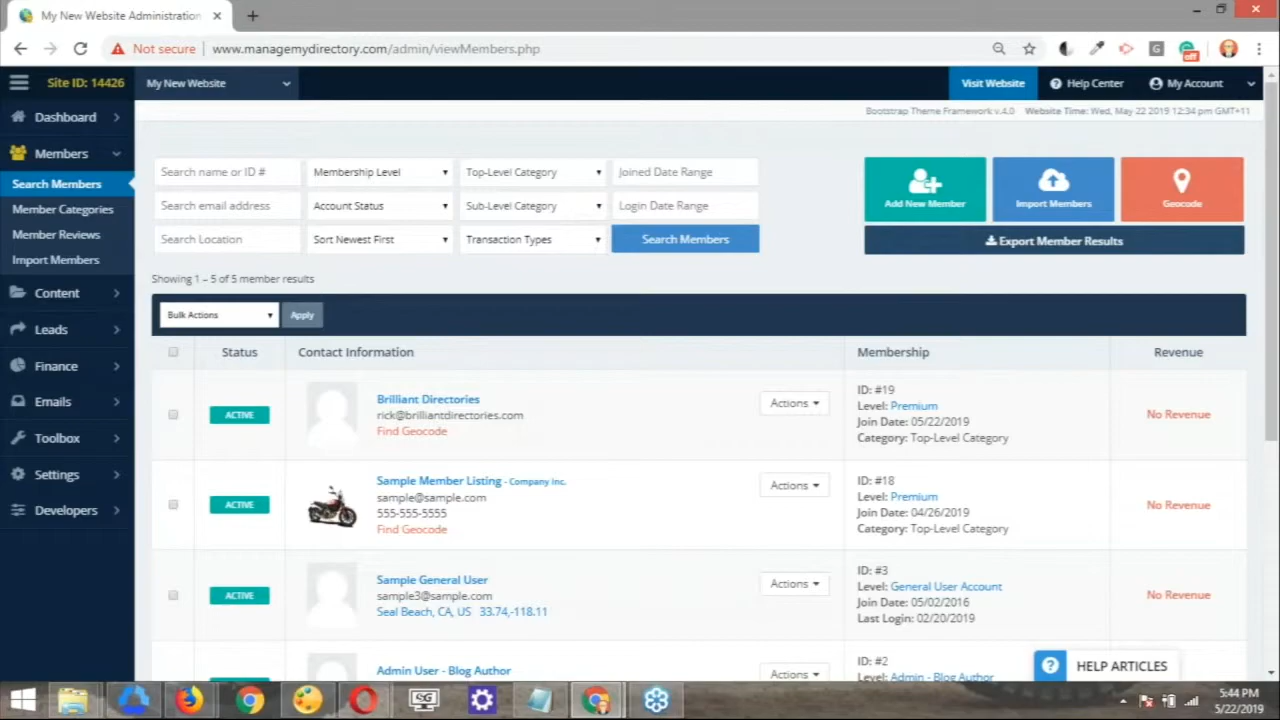 My New Website Administration
Not secure | www.managemydirectory.com/admin/viewMembers.php
off
Site ID: 14426
My New Website
Visit Website
Help Center
My Account
Bootstrap Theme Framework v.4.0 Website Time: Wed, May 22 2019 12:34 pm GMT+11
Dashboard
Members
Search Members
Member Categories
Member Reviews
Import Members
Content
Leads
Finance
Emails
Toolbox
Settings
Developers
Search name or ID # Membership Level Top-Level Category Joined Date Range
Search email address Account Status Sub-Level Category Login Date Range
Search Location Sort Newest First Transaction Types Search Members
Add New Member
Import Members
Geocode
Export Member Results
Showing 1 – 5 of 5 member results
Bulk Actions Apply
Status Contact Information Membership Revenue
ACTIVE
Brilliant Directories
rick@brilliantdirectories.com
Find Geocode
Actions
ID: #19
Level: Premium
Join Date: 05/22/2019
Category: Top-Level Category
No Revenue
ACTIVE
Sample Member Listing - Company Inc.
sample@sample.com
555-555-5555
Find Geocode
Actions
ID: #18
Level: Premium
Join Date: 04/26/2019
Category: Top-Level Category
No Revenue
ACTIVE
Sample General User
sample3@sample.com
Seal Beach, CA, US 33.74,-118.11
Actions
ID: #3
Level: General User Account
Join Date: 05/02/2016
Last Login: 02/20/2019
No Revenue
Admin User - Blog Author
Actions
ID: #2
Level: Admin - Blog Author
HELP ARTICLES
SG
5:44 PM
5/22/2019